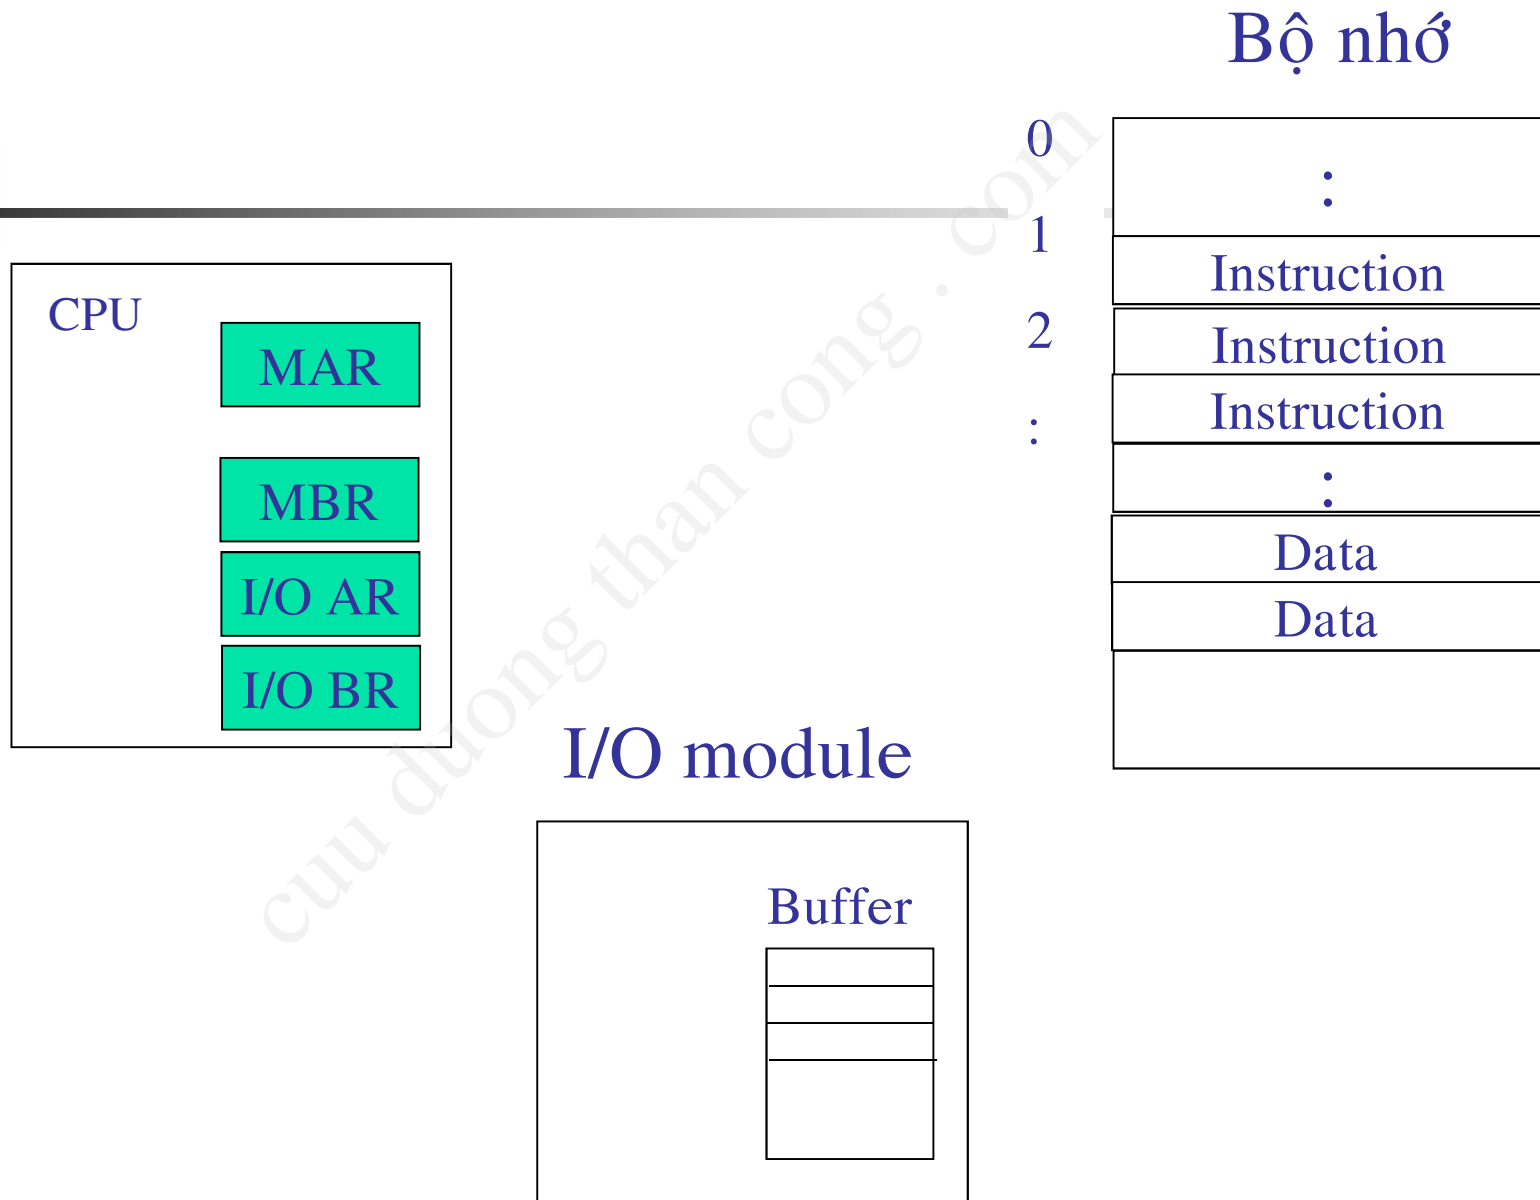 Bộ nhớ
0
1
2
:
:
Instruction
Instruction
Instruction
:
Data
Data
CPU
MAR
MBR
I/O AR
I/O BR
I/O module
Buffer
cuu duong than cong . com